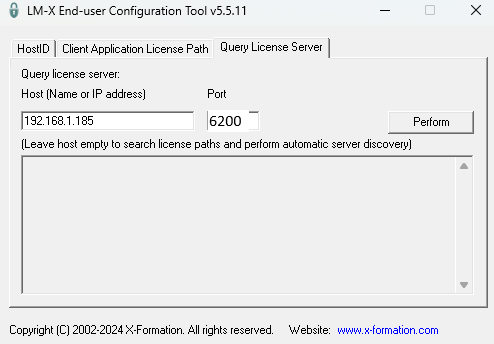 LM-X End-user Configuration Tool v5.5.11
HostID Client Application License Path Query License Server
Query license server:
Host (Name or IP address) Port
192.168.1.185 6200 Perform
(Leave host empty to search license paths and perform automatic server discovery)
Copyright (C) 2002-2024 X-Formation. All rights reserved. Website: www.x-formation.com